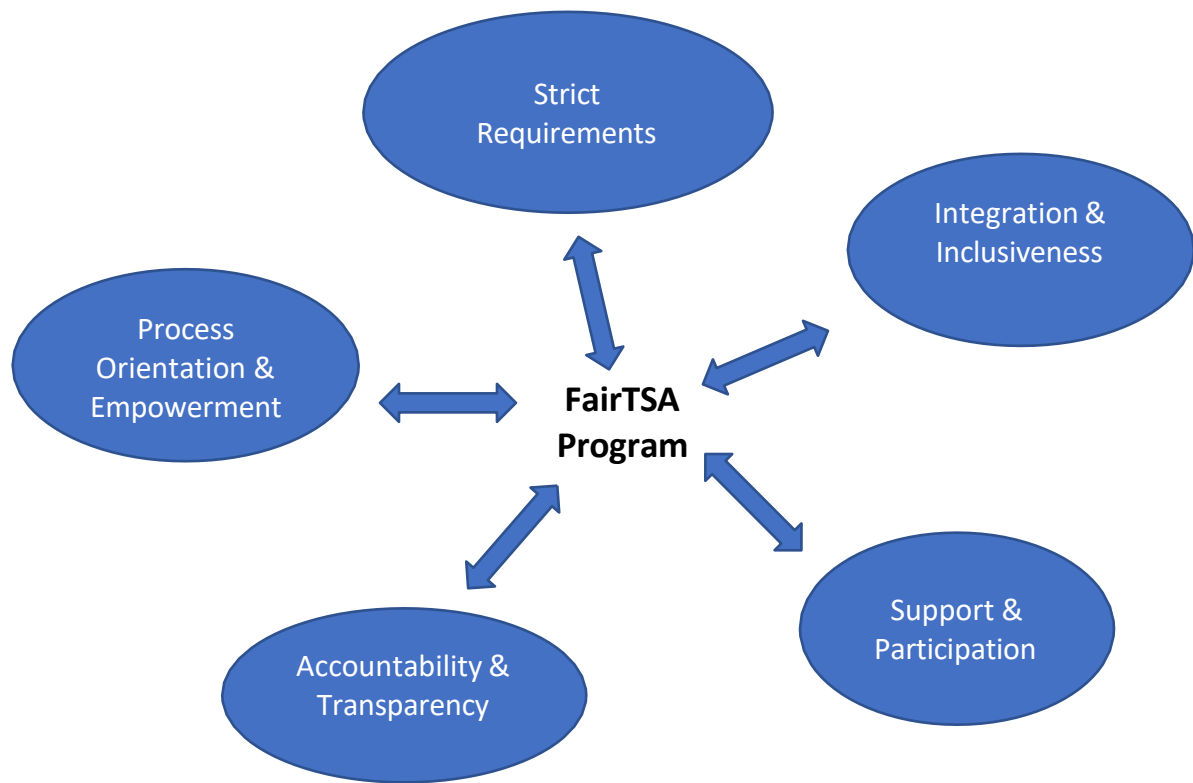 Strict
Requirements
Integration &
Inclusiveness
Process
Orientation &
Empowerment
FairTSA
Program
Support &
Participation
Accountability &
Transparency